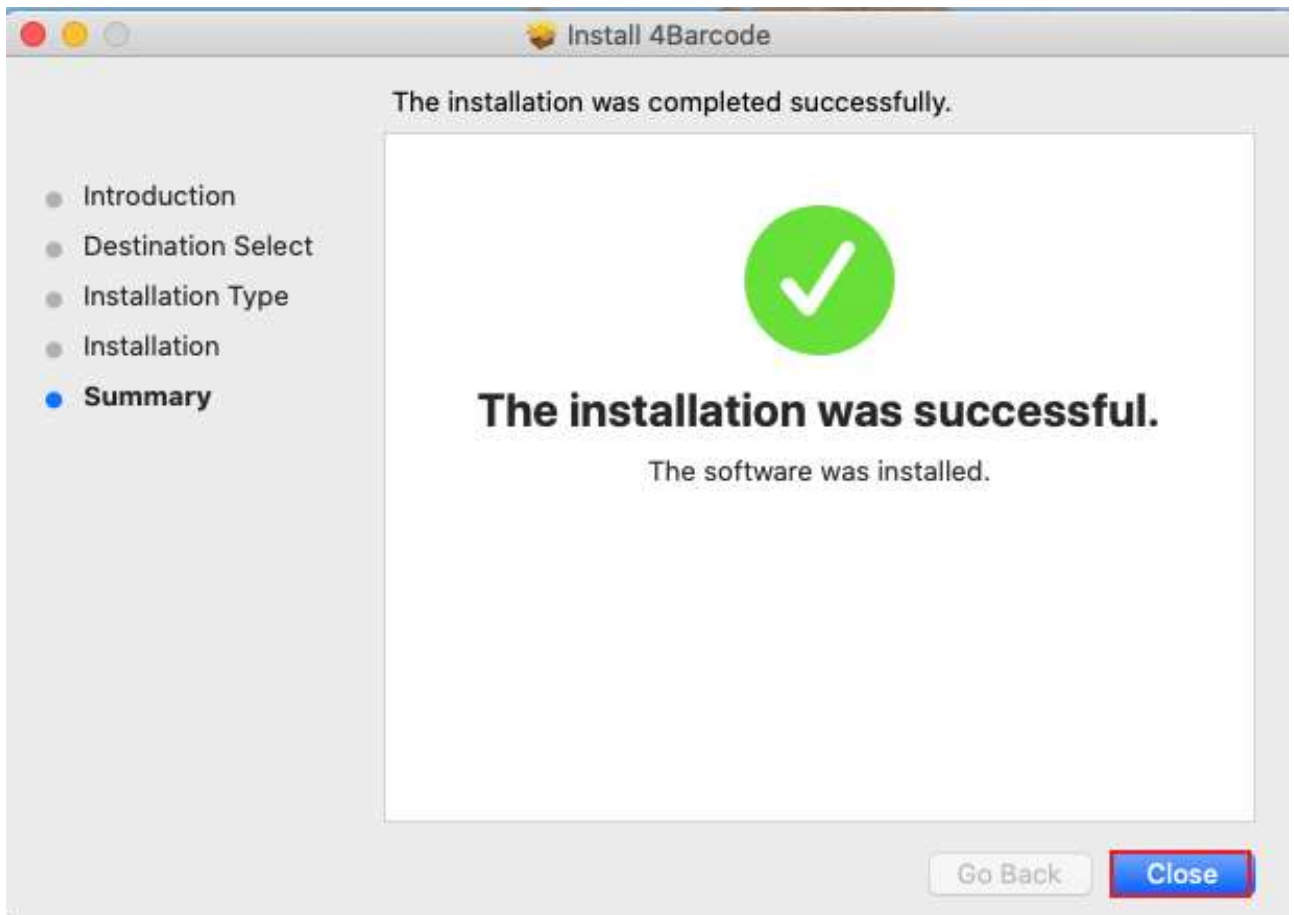 Install 4Barcode
The installation was completed successfully.
Introduction
Destination Select
Installation Type
Installation
Summary
The installation was successful.
The software was installed.
Go Back
Close